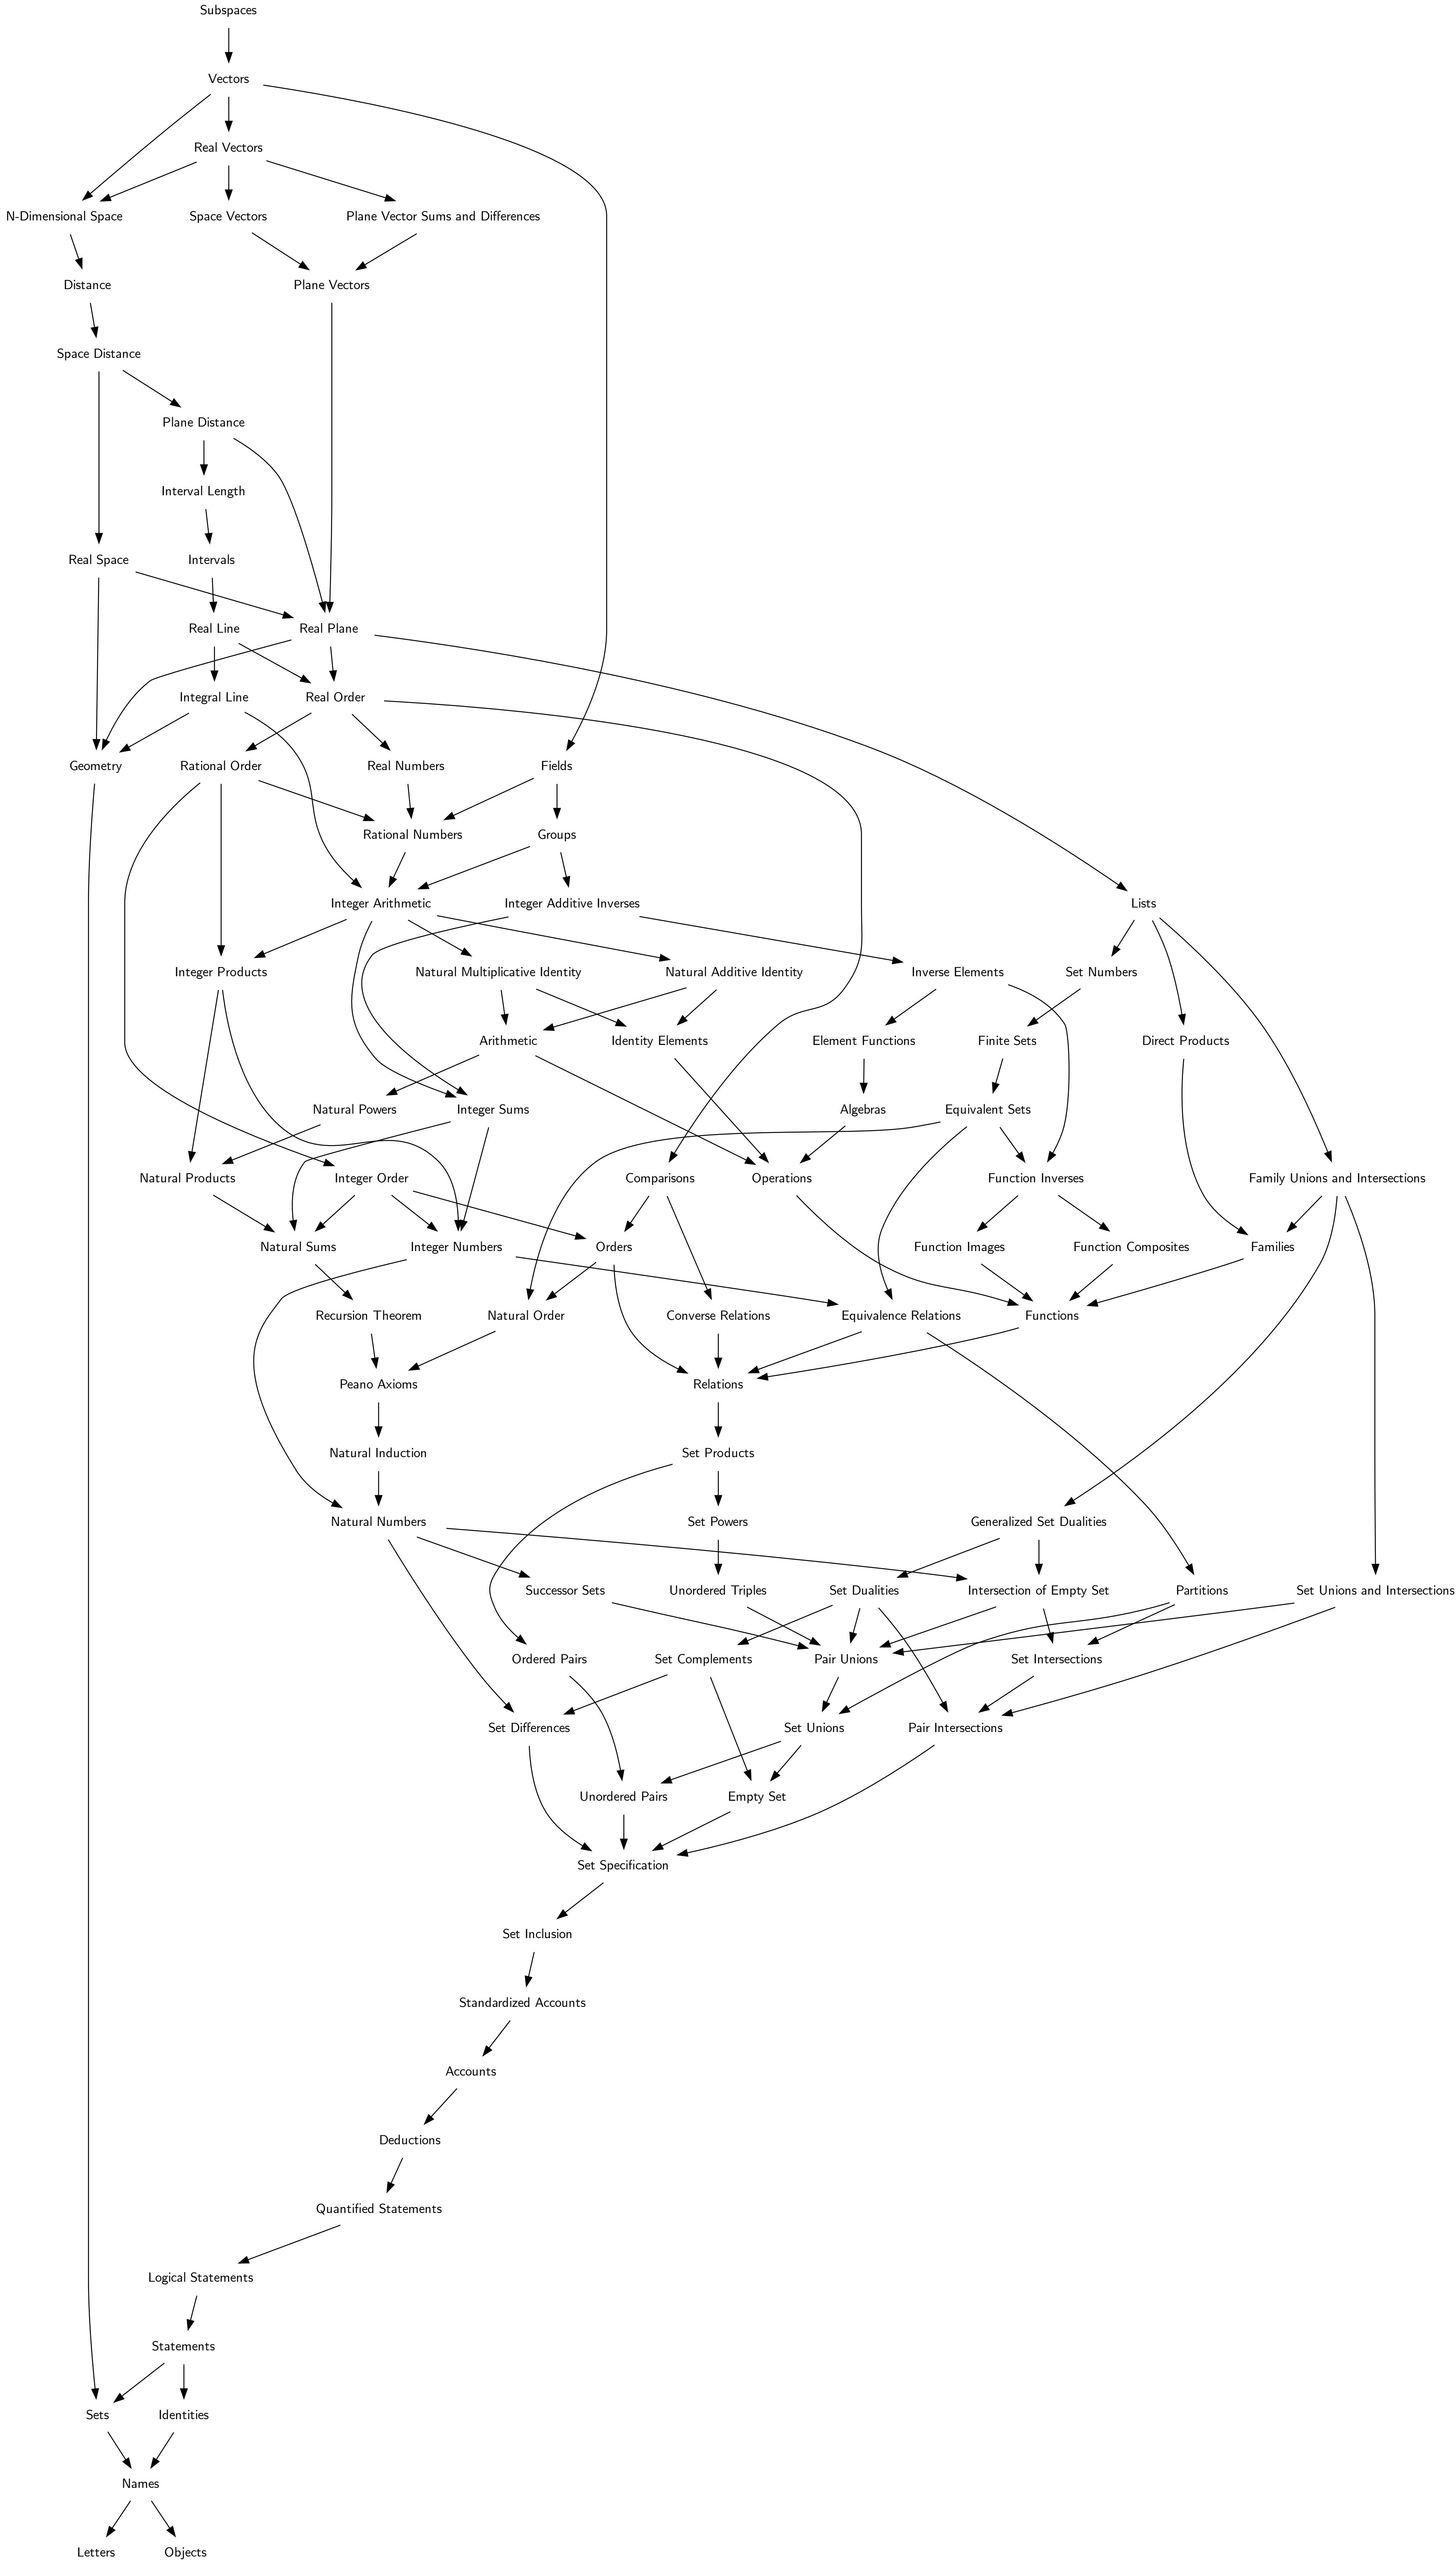 Subspaces
Vectors
Real Vectors
N-Dimensional Space
Space Vectors
Plane Vector Sums and Differences
Distance
Plane Vectors
Space Distance
Plane Distance
Interval Length
Real Space
Intervals
Real Line
Real Plane
Integral Line
Real Order
Geometry
Rational Order
Real Numbers
Fields
Rational Numbers
Groups
Integer Arithmetic
Integer Additive Inverses
Lists
Integer Products
Natural Multiplicative Identity
Natural Additive Identity
Inverse Elements
Set Numbers
Arithmetic
Identity Elements
Element Functions
Finite Sets
Direct Products
Natural Powers
Integer Sums
Algebras
Equivalent Sets
Natural Products
Integer Order
Comparisons
Operations
Function Inverses
Family Unions and Intersections
Natural Sums
Integer Numbers
Orders
Function Images
Function Composites
Families
Recursion Theorem
Natural Order
Converse Relations
Equivalence Relations
Functions
Peano Axioms
Relations
Natural Induction
Set Products
Natural Numbers
Set Powers
Generalized Set Dualities
Successor Sets
Unordered Triples
Set Dualities
Intersection of Empty Set
Partitions
Set Unions and Intersections
Ordered Pairs
Set Complements
Pair Unions
Set Intersections
Set Differences
Set Unions
Pair Intersections
Unordered Pairs
Empty Set
Set Specification
Set Inclusion
Standardized Accounts
Accounts
Deductions
Quantified Statements
Logical Statements
Statements
Sets
Identities
Names
Letters
Objects